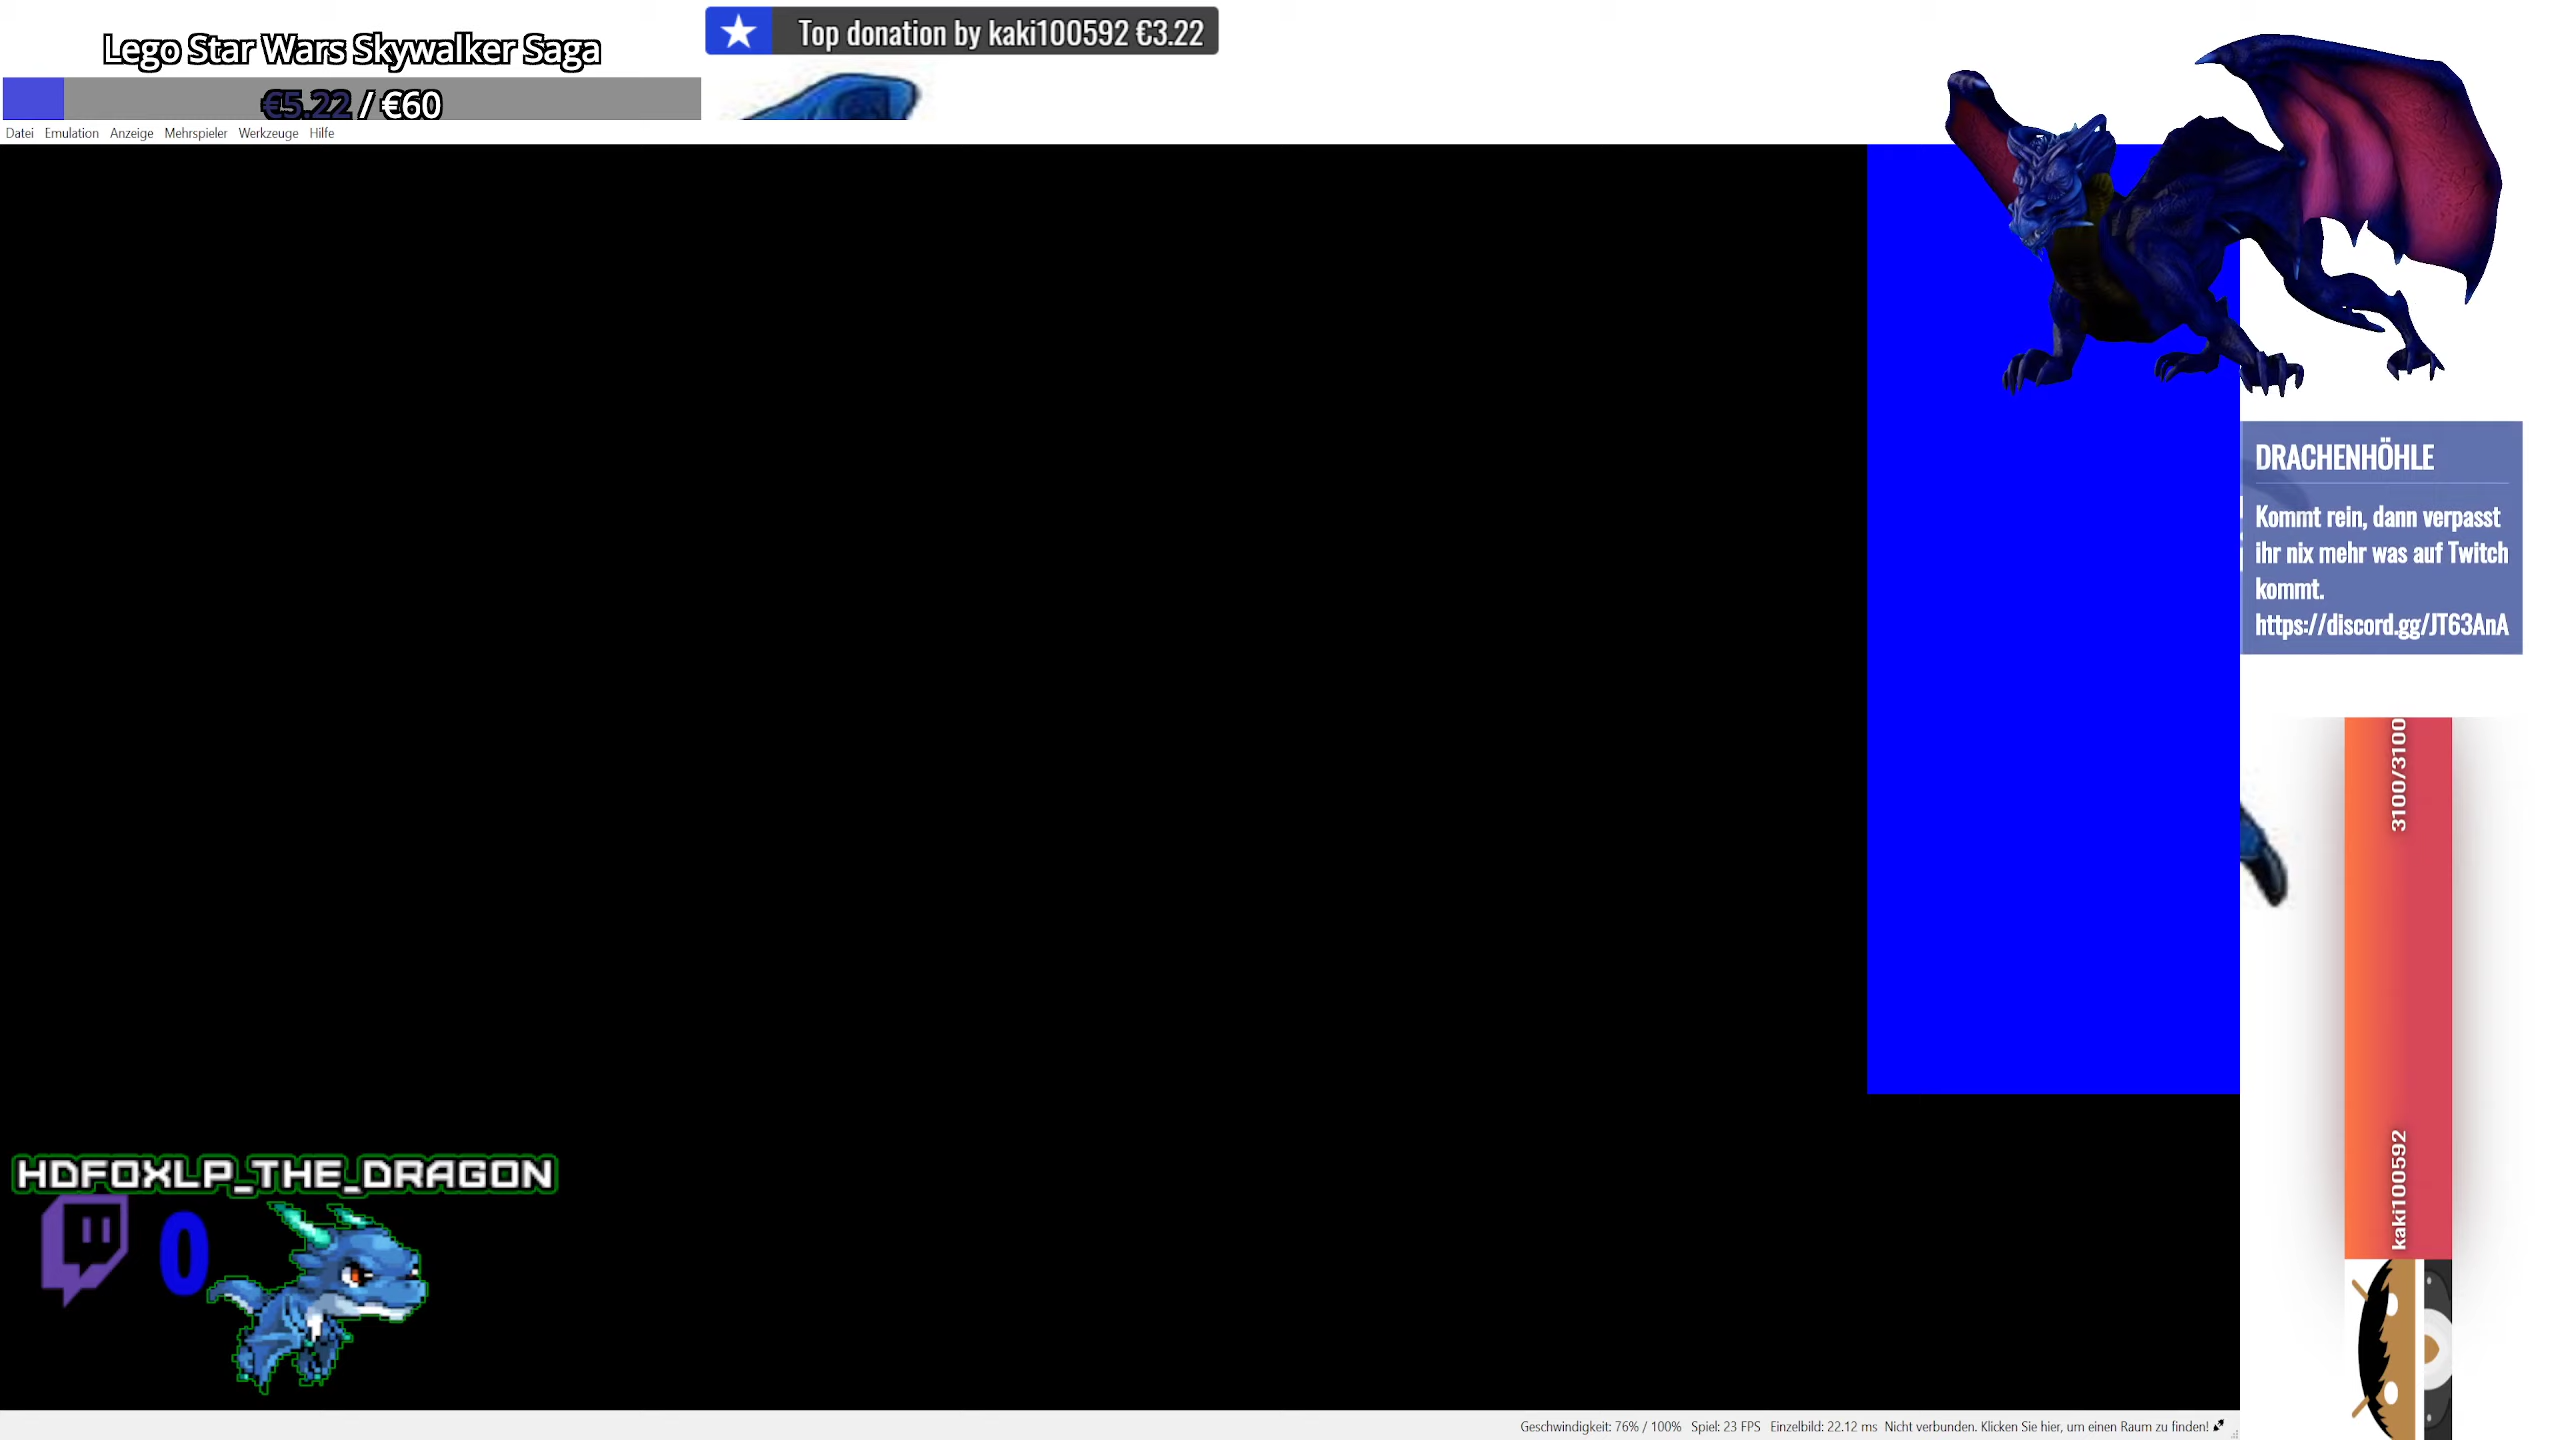 Lego Star Wars Skywalker Saga
€5.22 / €60
Top donation by kaki100592 €3.22
Datei Emulation Anzeige Mehrspieler Werkzeuge Hilfe
DRACHENHÖHLE
Kommt rein, dann verpasst
ihr nix mehr was auf Twitch
kommt.
https://discord.gg/JT63AnA
3100/3100
kaki100592
HDFOXLP_THE_DRAGON
0
Geschwindigkeit: 76% / 100% Spiel: 23 FPS Einzelbild: 22.12 ms Nicht verbunden. Klicken Sie hier, um einen Raum zu finden!